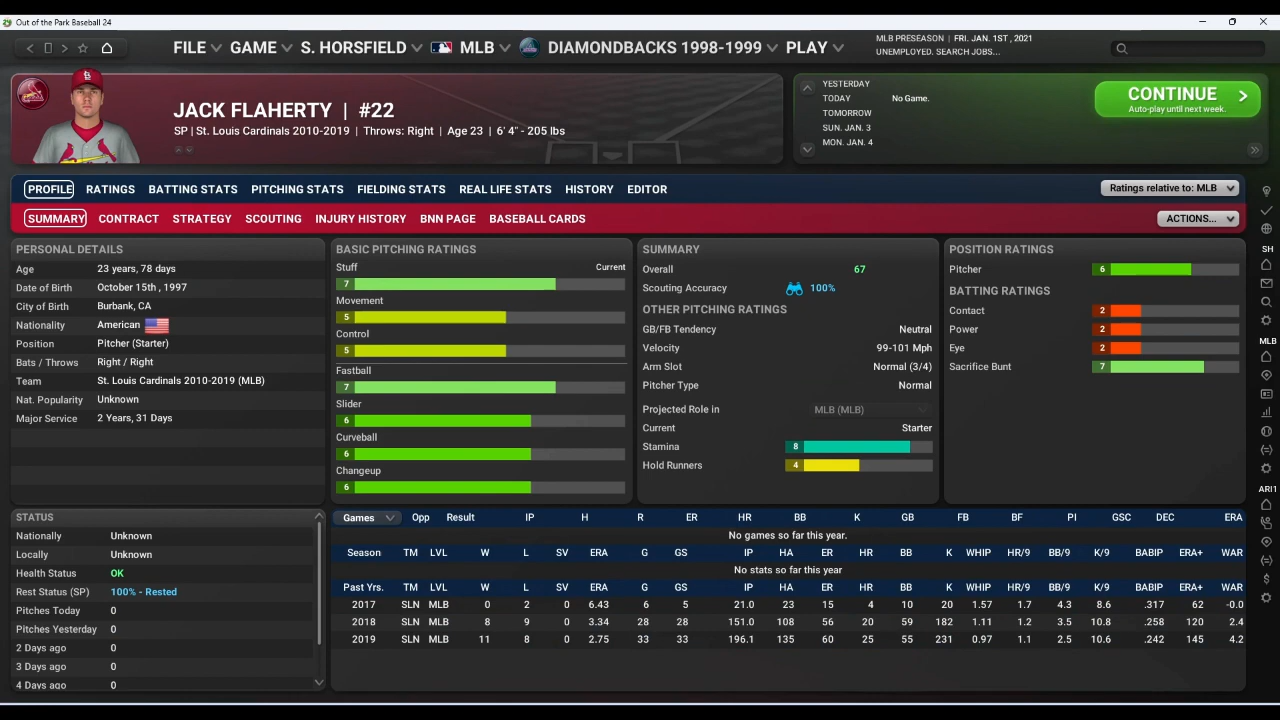 Out of the Park Baseball 24
FILE GAME S. HORSFIELD MLB DIAMONDBACKS 1998-1999 PLAY
MLB PRESEASON | FRI. JAN. 1ST , 2021
UNEMPLOYED. SEARCH JOBS...
JACK FLAHERTY | #22
SP | St. Louis Cardinals 2010-2019 | Throws: Right | Age 23 | 6' 4" - 205 lbs
YESTERDAY
TODAY No Game.
TOMORROW
SUN. JAN. 3
MON. JAN. 4
CONTINUE
Auto-play until next week.
PROFILE RATINGS BATTING STATS PITCHING STATS FIELDING STATS REAL LIFE STATS HISTORY EDITOR
Ratings relative to: MLB
SUMMARY CONTRACT STRATEGY SCOUTING INJURY HISTORY BNN PAGE BASEBALL CARDS
ACTIONS...
PERSONAL DETAILS
Age 23 years, 78 days
Date of Birth October 15th , 1997
City of Birth Burbank, CA
Nationality American
Position Pitcher (Starter)
Bats / Throws Right / Right
Team St. Louis Cardinals 2010-2019 (MLB)
Nat. Popularity Unknown
Major Service 2 Years, 31 Days
BASIC PITCHING RATINGS
Stuff Current
7
Movement
5
Control
5
Fastball
7
Slider
6
Curveball
6
Changeup
6
SUMMARY
Overall 67
Scouting Accuracy 100%
OTHER PITCHING RATINGS
GB/FB Tendency Neutral
Velocity 99-101 Mph
Arm Slot Normal (3/4)
Pitcher Type Normal
Projected Role in MLB (MLB)
Current Starter
Stamina 8
Hold Runners 4
POSITION RATINGS
Pitcher 6
BATTING RATINGS
Contact 2
Power 2
Eye 2
Sacrifice Bunt 7
SH
MLB
ARI1
STATUS
Nationally Unknown
Locally Unknown
Health Status OK
Rest Status (SP) 100% - Rested
Pitches Today 0
Pitches Yesterday 0
2 Days ago 0
3 Days ago 0
4 Days ago 0
Games Opp Result IP H R ER HR BB K GB FB BF PI GSC DEC ERA
No games so far this year.
Season TM LVL W L SV ERA G GS IP HA ER HR BB K WHIP HR/9 BB/9 K/9 BABIP ERA+ WAR
No stats so far this year
Past Yrs. TM LVL W L SV ERA G GS IP HA ER HR BB K WHIP HR/9 BB/9 K/9 BABIP ERA+ WAR
2017 SLN MLB 0 2 0 6.43 6 5 21.0 23 15 4 10 20 1.57 1.7 4.3 8.6 .317 62 -0.0
2018 SLN MLB 8 9 0 3.34 28 28 151.0 108 56 20 59 182 1.11 1.2 3.5 10.8 .258 120 2.4
2019 SLN MLB 11 8 0 2.75 33 33 196.1 135 60 25 55 231 0.97 1.1 2.5 10.6 .242 145 4.2